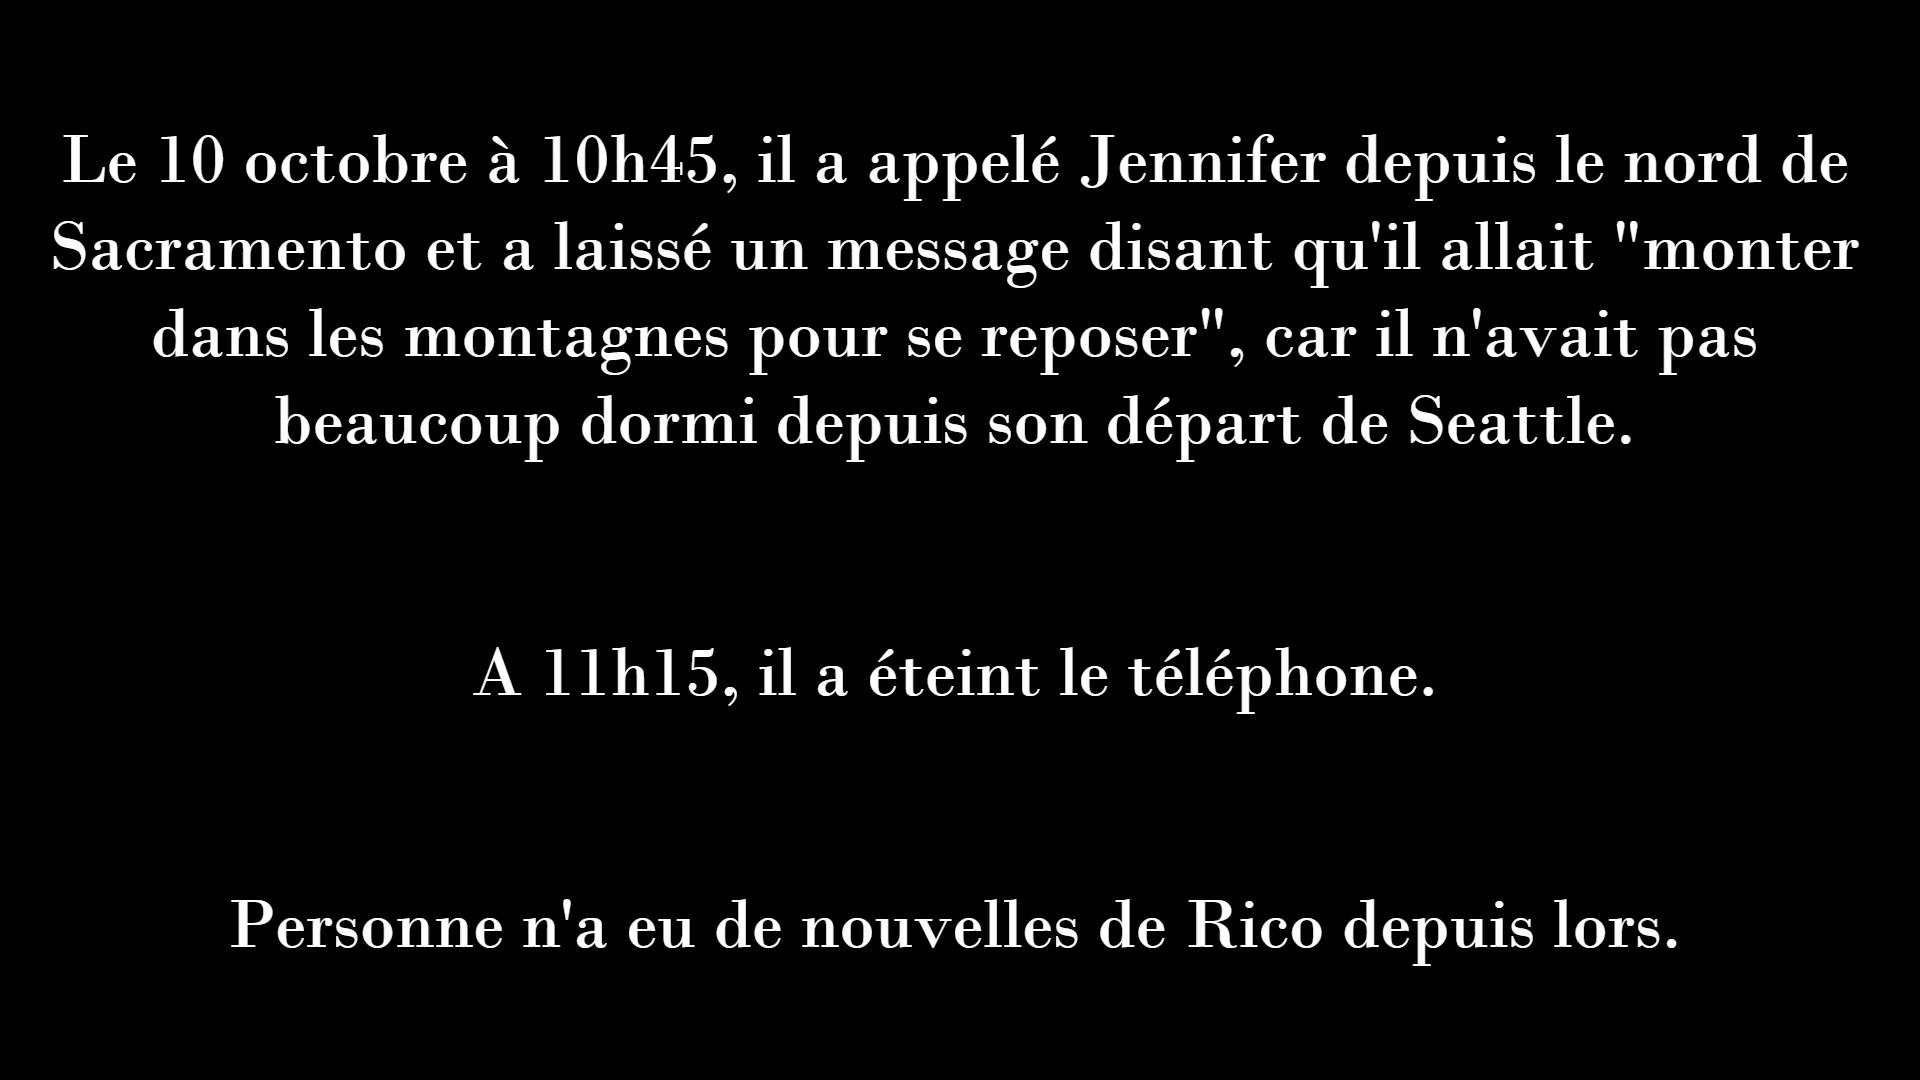 Le 10 octobre à 10h45, il a appelé Jennifer depuis le nord de
Sacramento et a laissé un message disant qu'il allait "monter
dans les montagnes pour se reposer", car il n'avait pas
beaucoup dormi depuis son départ de Seattle.
A 11h15, il a éteint le téléphone.
Personne n'a eu de nouvelles de Rico depuis lors.